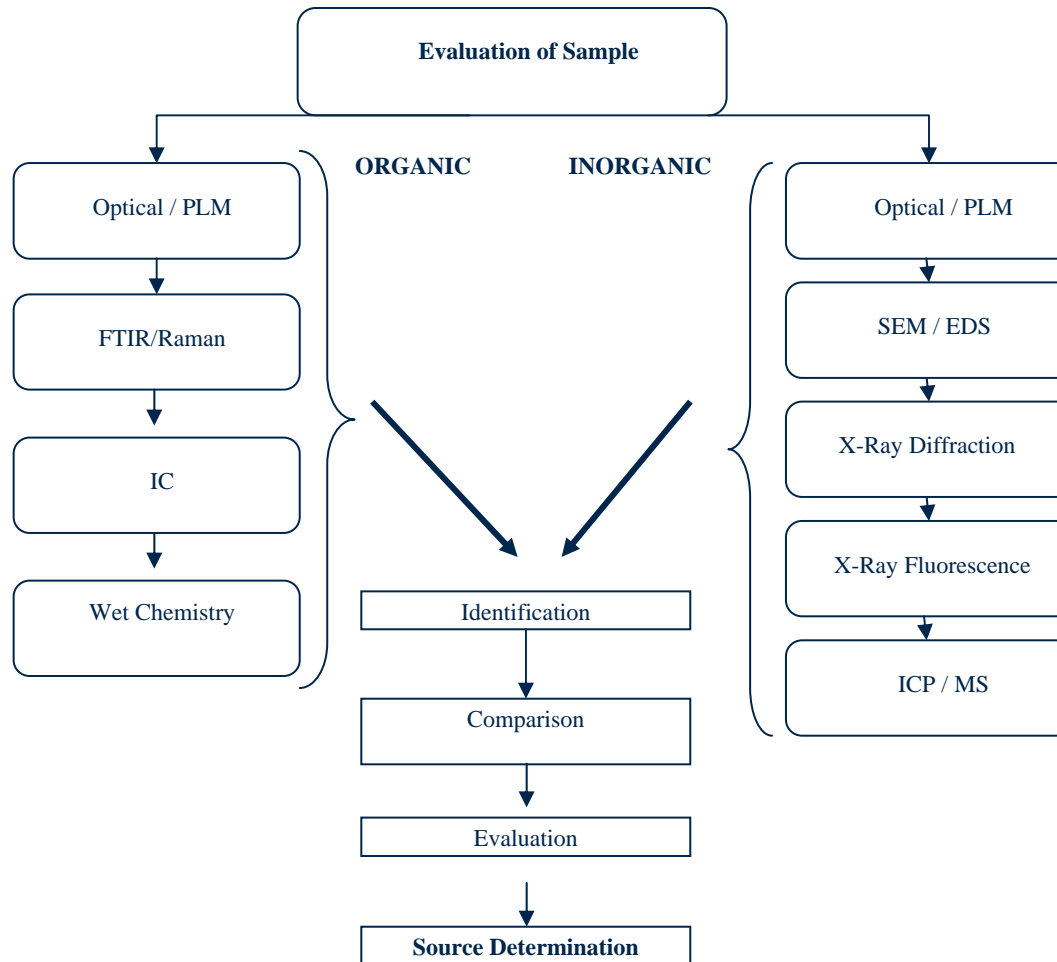 Evaluation of Sample
ORGANIC
INORGANIC
Optical / PLM
FTIR/Raman
IC
Wet Chemistry
Optical / PLM
SEM / EDS
X-Ray Diffraction
X-Ray Fluorescence
ICP / MS
Identification
Comparison
Evaluation
Source Determination